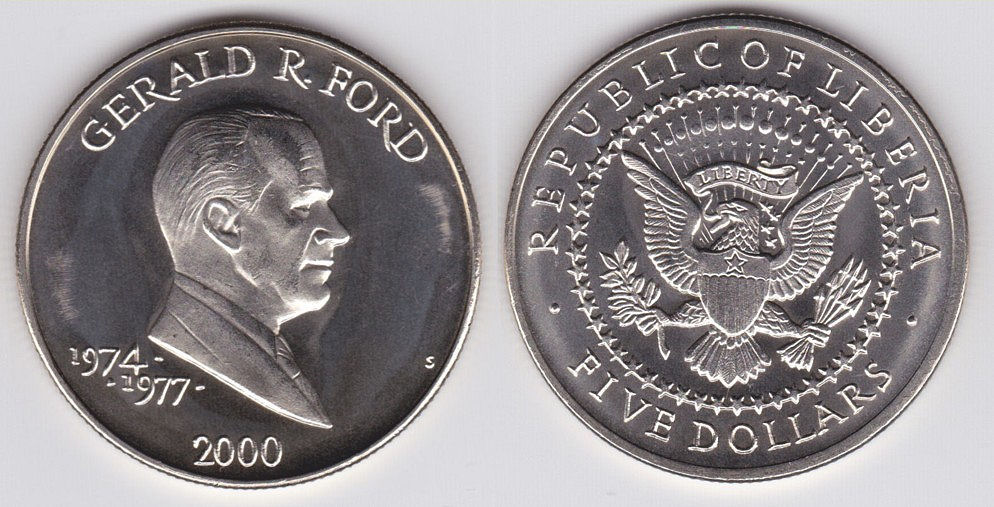 GERALD R. FORD
1974-
-1977-
S
2000
REPUBLIC OF LIBERIA
LIBERTY
· FIVE DOLLARS ·